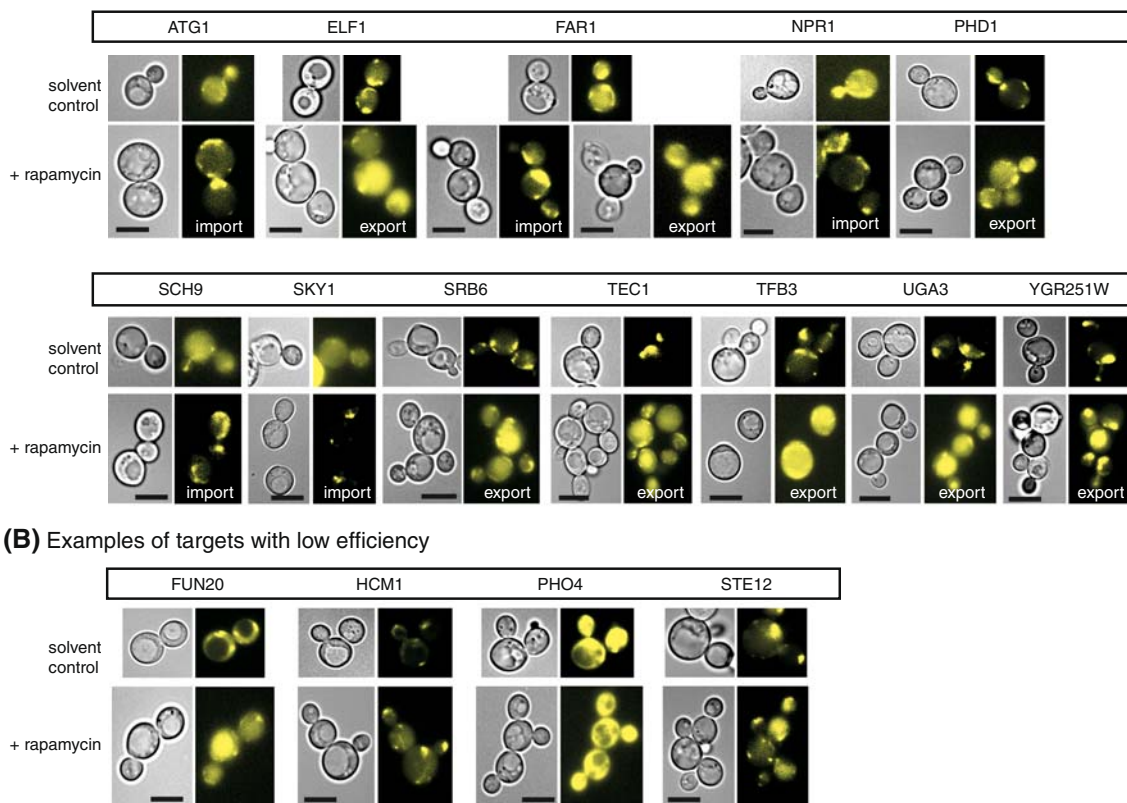 ATG1 ELF1 FAR1 NPR1 PHD1
solvent
control
+ rapamycin
import export import export import export
SCH9 SKY1 SRB6 TEC1 TFB3 UGA3 YGR251W
solvent
control
+ rapamycin
import import export export export export export
(B) Examples of targets with low efficiency
FUN20 HCM1 PHO4 STE12
solvent
control
+ rapamycin